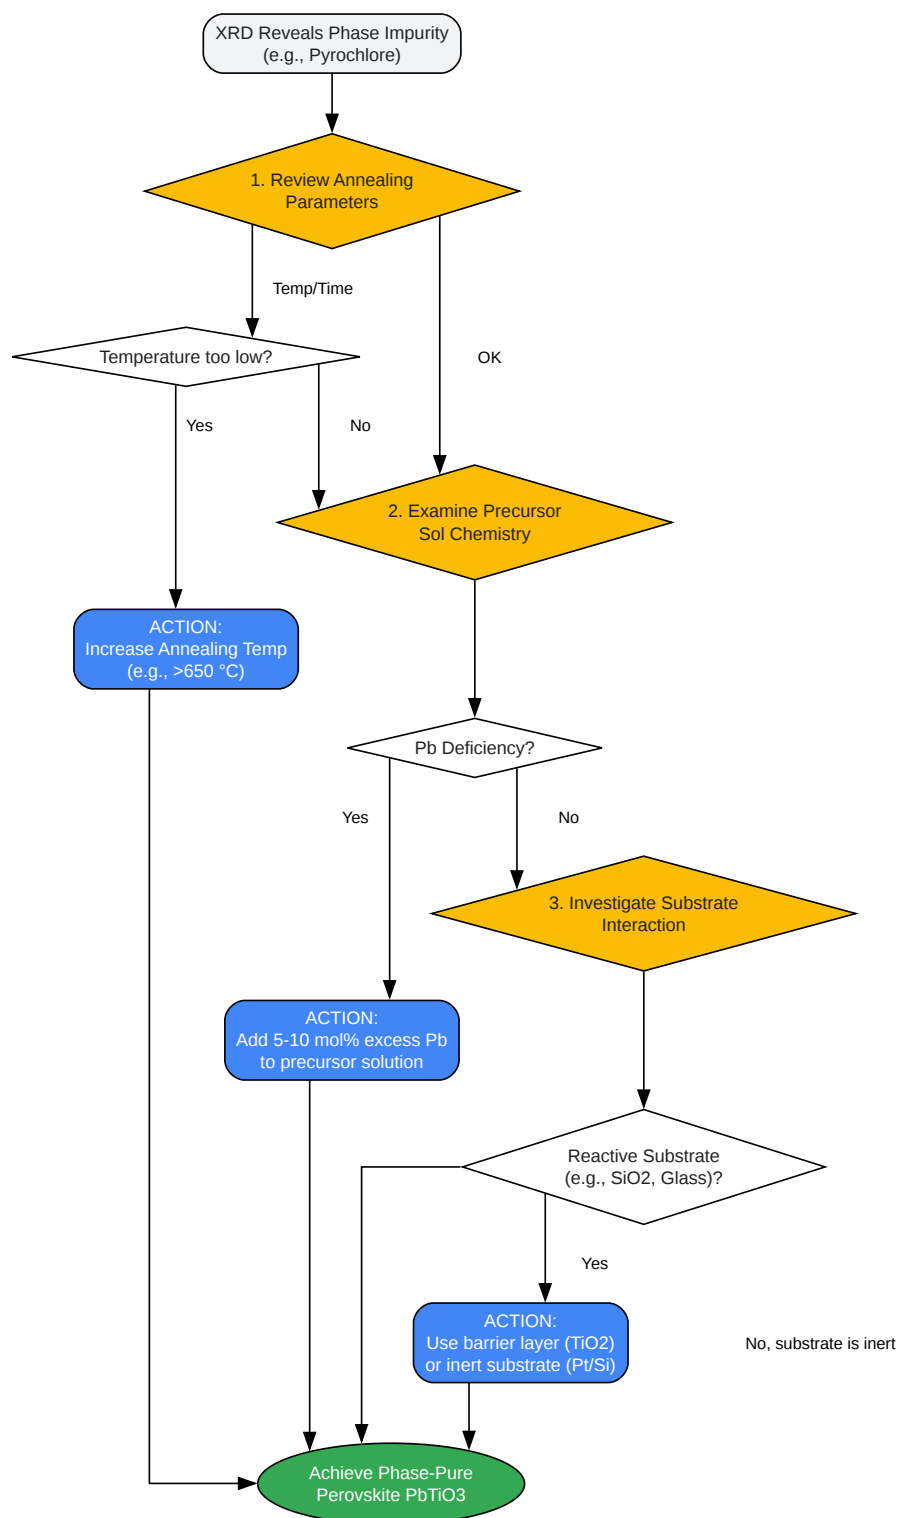 XRD Reveals Phase Impurity
(e.g., Pyrochlore)
1. Review Annealing
Parameters
Temp/Time
Temperature too low?
OK
Yes
No
2. Examine Precursor
Sol Chemistry
ACTION:
Increase Annealing Temp
(e.g., >650 °C)
Pb Deficiency?
Yes
No
3. Investigate Substrate
Interaction
ACTION:
Add 5-10 mol% excess Pb
to precursor solution
Reactive Substrate
(e.g., SiO2, Glass)?
Yes
ACTION:
Use barrier layer (TiO2)
or inert substrate (Pt/Si)
No, substrate is inert
Achieve Phase-Pure
Perovskite PbTiO3